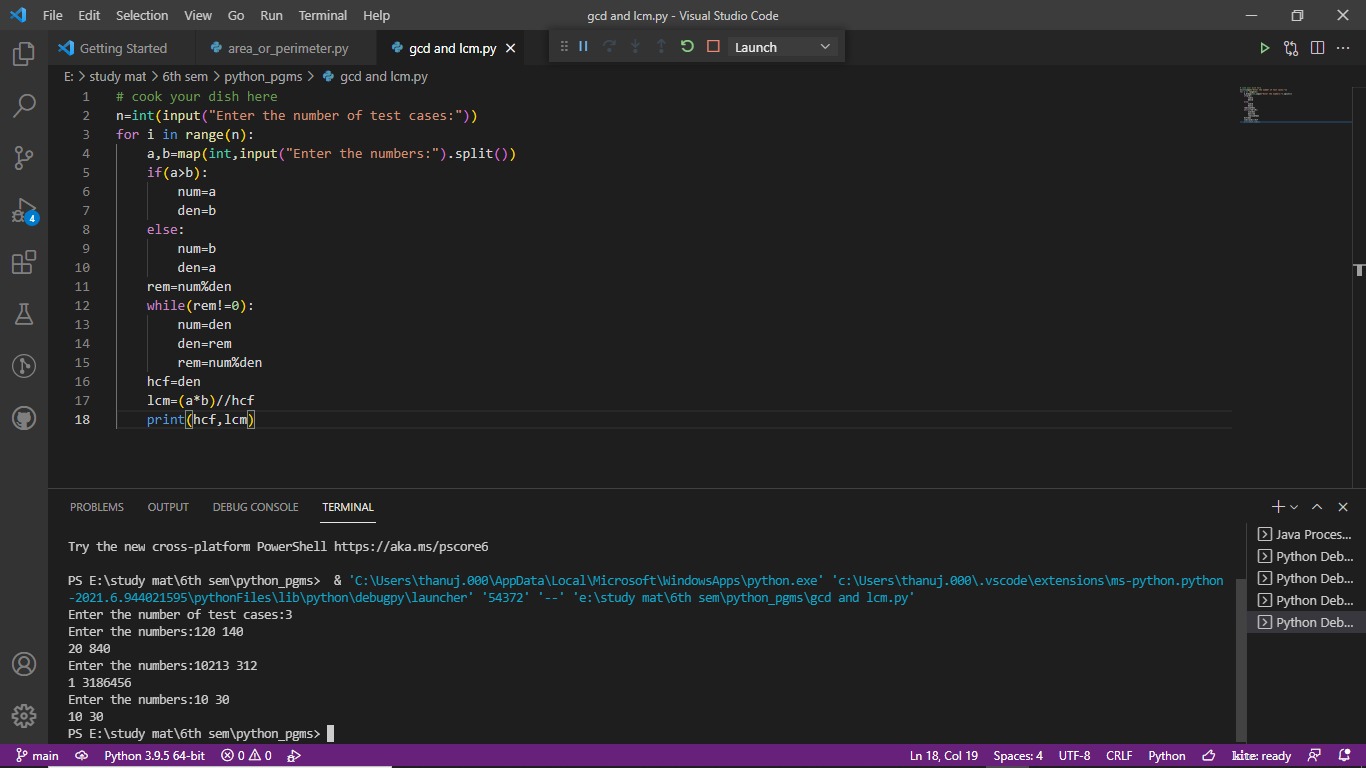 File Edit Selection View Go Run Terminal Help gcd and lcm.py - Visual Studio Code
Getting Started area_or_perimeter.py gcd and lcm.py Launch
E: > study mat > 6th sem > python_pgms > gcd and lcm.py
1 # cook your dish here
2 n=int(input("Enter the number of test cases:"))
3 for i in range(n):
4 a,b=map(int,input("Enter the numbers:").split())
5 if(a>b):
6 num=a
7 den=b
8 else:
9 num=b
10 den=a
11 rem=num%den
12 while(rem!=0):
13 num=den
14 den=rem
15 rem=num%den
16 hcf=den
17 lcm=(a*b)//hcf
18 print(hcf,lcm)
4
PROBLEMS OUTPUT DEBUG CONSOLE TERMINAL
Try the new cross-platform PowerShell https://aka.ms/pscore6
PS E:\study mat\6th sem\python_pgms> & 'C:\Users\thanuj.000\AppData\Local\Microsoft\WindowsApps\python.exe' 'c:\Users\thanuj.000\.vscode\extensions\ms-python.python
-2021.6.944021595\pythonFiles\lib\python\debugpy\launcher' '54372' '--' 'e:\study mat\6th sem\python_pgms\gcd and lcm.py'
Enter the number of test cases:3
Enter the numbers:120 140
20 840
Enter the numbers:10213 312
1 3186456
Enter the numbers:10 30
10 30
PS E:\study mat\6th sem\python_pgms>
Java Proces...
Python Deb...
Python Deb...
Python Deb...
Python Deb...
main Python 3.9.5 64-bit 0 0 Ln 18, Col 19 Spaces: 4 UTF-8 CRLF Python kite: ready